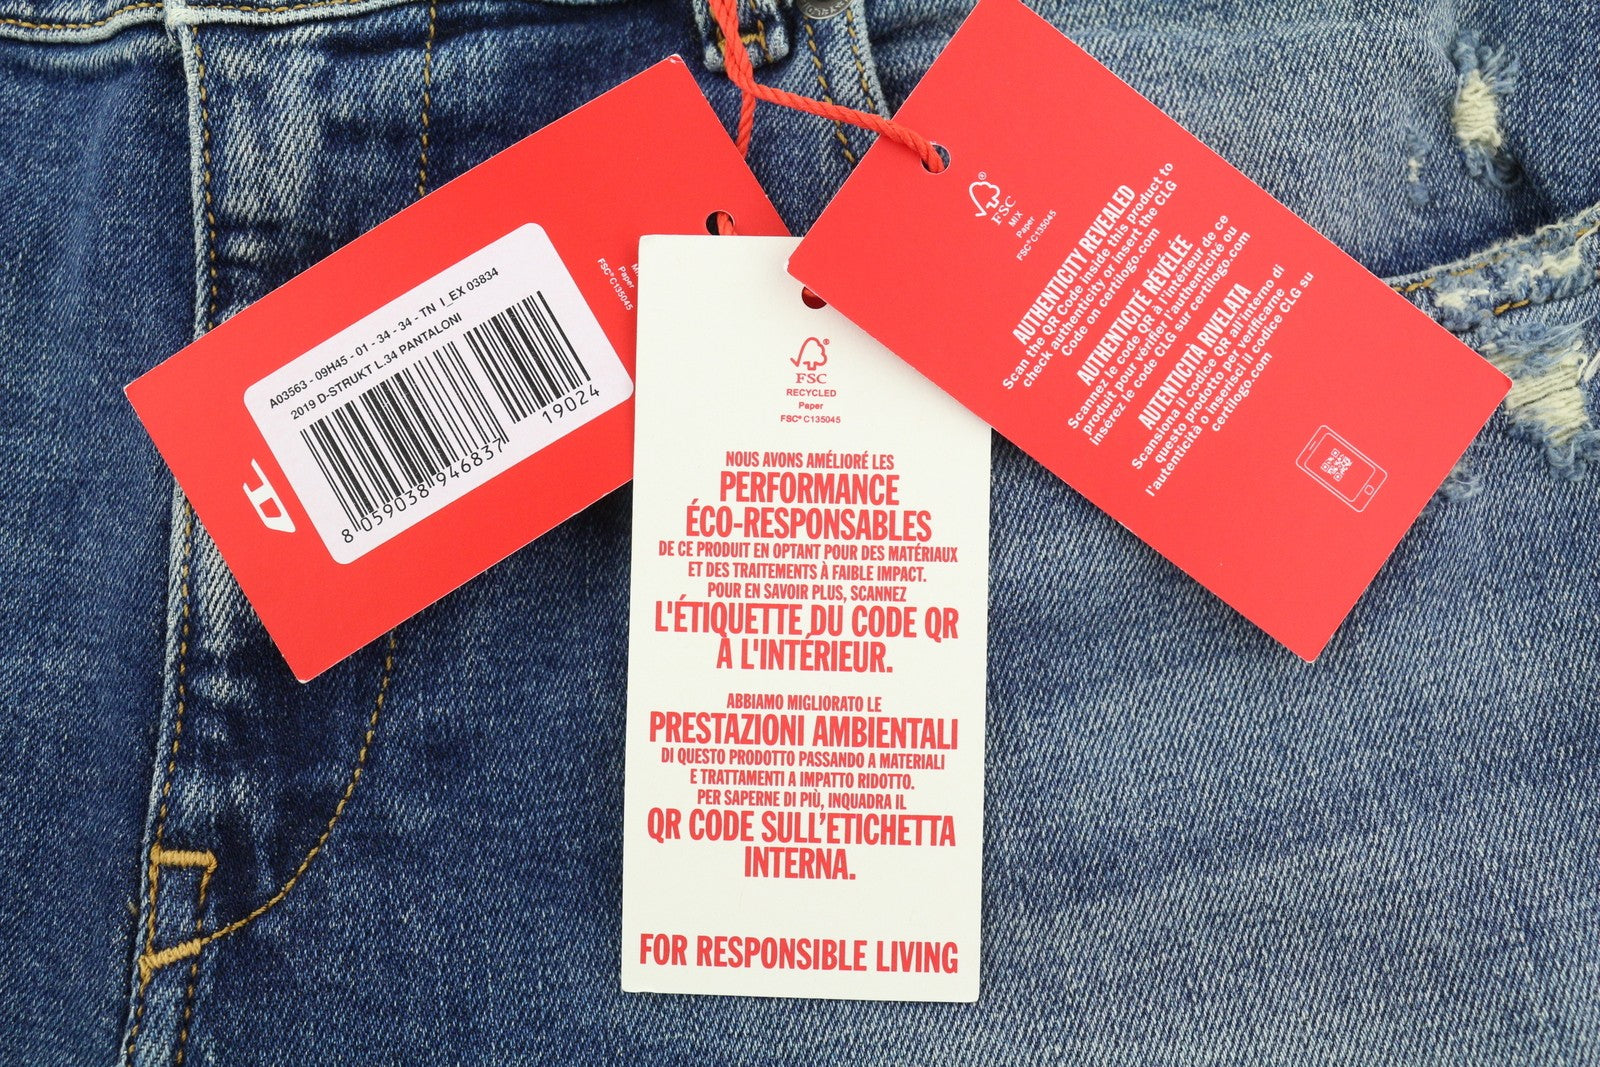 A03563 - 09H45 - 01 - 34 - 34 - TN I_EX 03834
2019 D-STRUKT L.34 PANTALONI
8 059038 946837
19024
Paper
FSC® C135045
FSC
RECYCLED
Paper
FSC® C135045
NOUS AVONS AMÉLIORÉ LES
PERFORMANCE
ÉCO-RESPONSABLES
DE CE PRODUIT EN OPTANT POUR DES MATÉRIAUX
ET DES TRAITEMENTS À FAIBLE IMPACT.
POUR EN SAVOIR PLUS, SCANNEZ
L'ÉTIQUETTE DU CODE QR
À L'INTÉRIEUR.
ABBIAMO MIGLIORATO LE
PRESTAZIONI AMBIENTALI
DI QUESTO PRODOTTO PASSANDO A MATERIALI
E TRATTAMENTI A IMPATTO RIDOTTO.
PER SAPERNE DI PIÙ, INQUADRA IL
QR CODE SULL'ETICHETTA
INTERNA.
FOR RESPONSIBLE LIVING
FSC
MIX
Paper
FSC® C135045
AUTHENTICITY REVEALED
Scan the QR Code inside this product to
check authenticity or insert the CLG
Code on certilogo.com
AUTHENTICITÉ RÉVÉLÉE
Scannez le code QR à l'intérieur de ce
produit pour vérifier l'authenticité ou
insérez le code CLG sur certilogo.com
AUTENTICITÀ RIVELATA
Scansiona il codice QR all'interno di
questo prodotto per verificarne
l'autenticità o inserisci il codice CLG su
certilogo.com